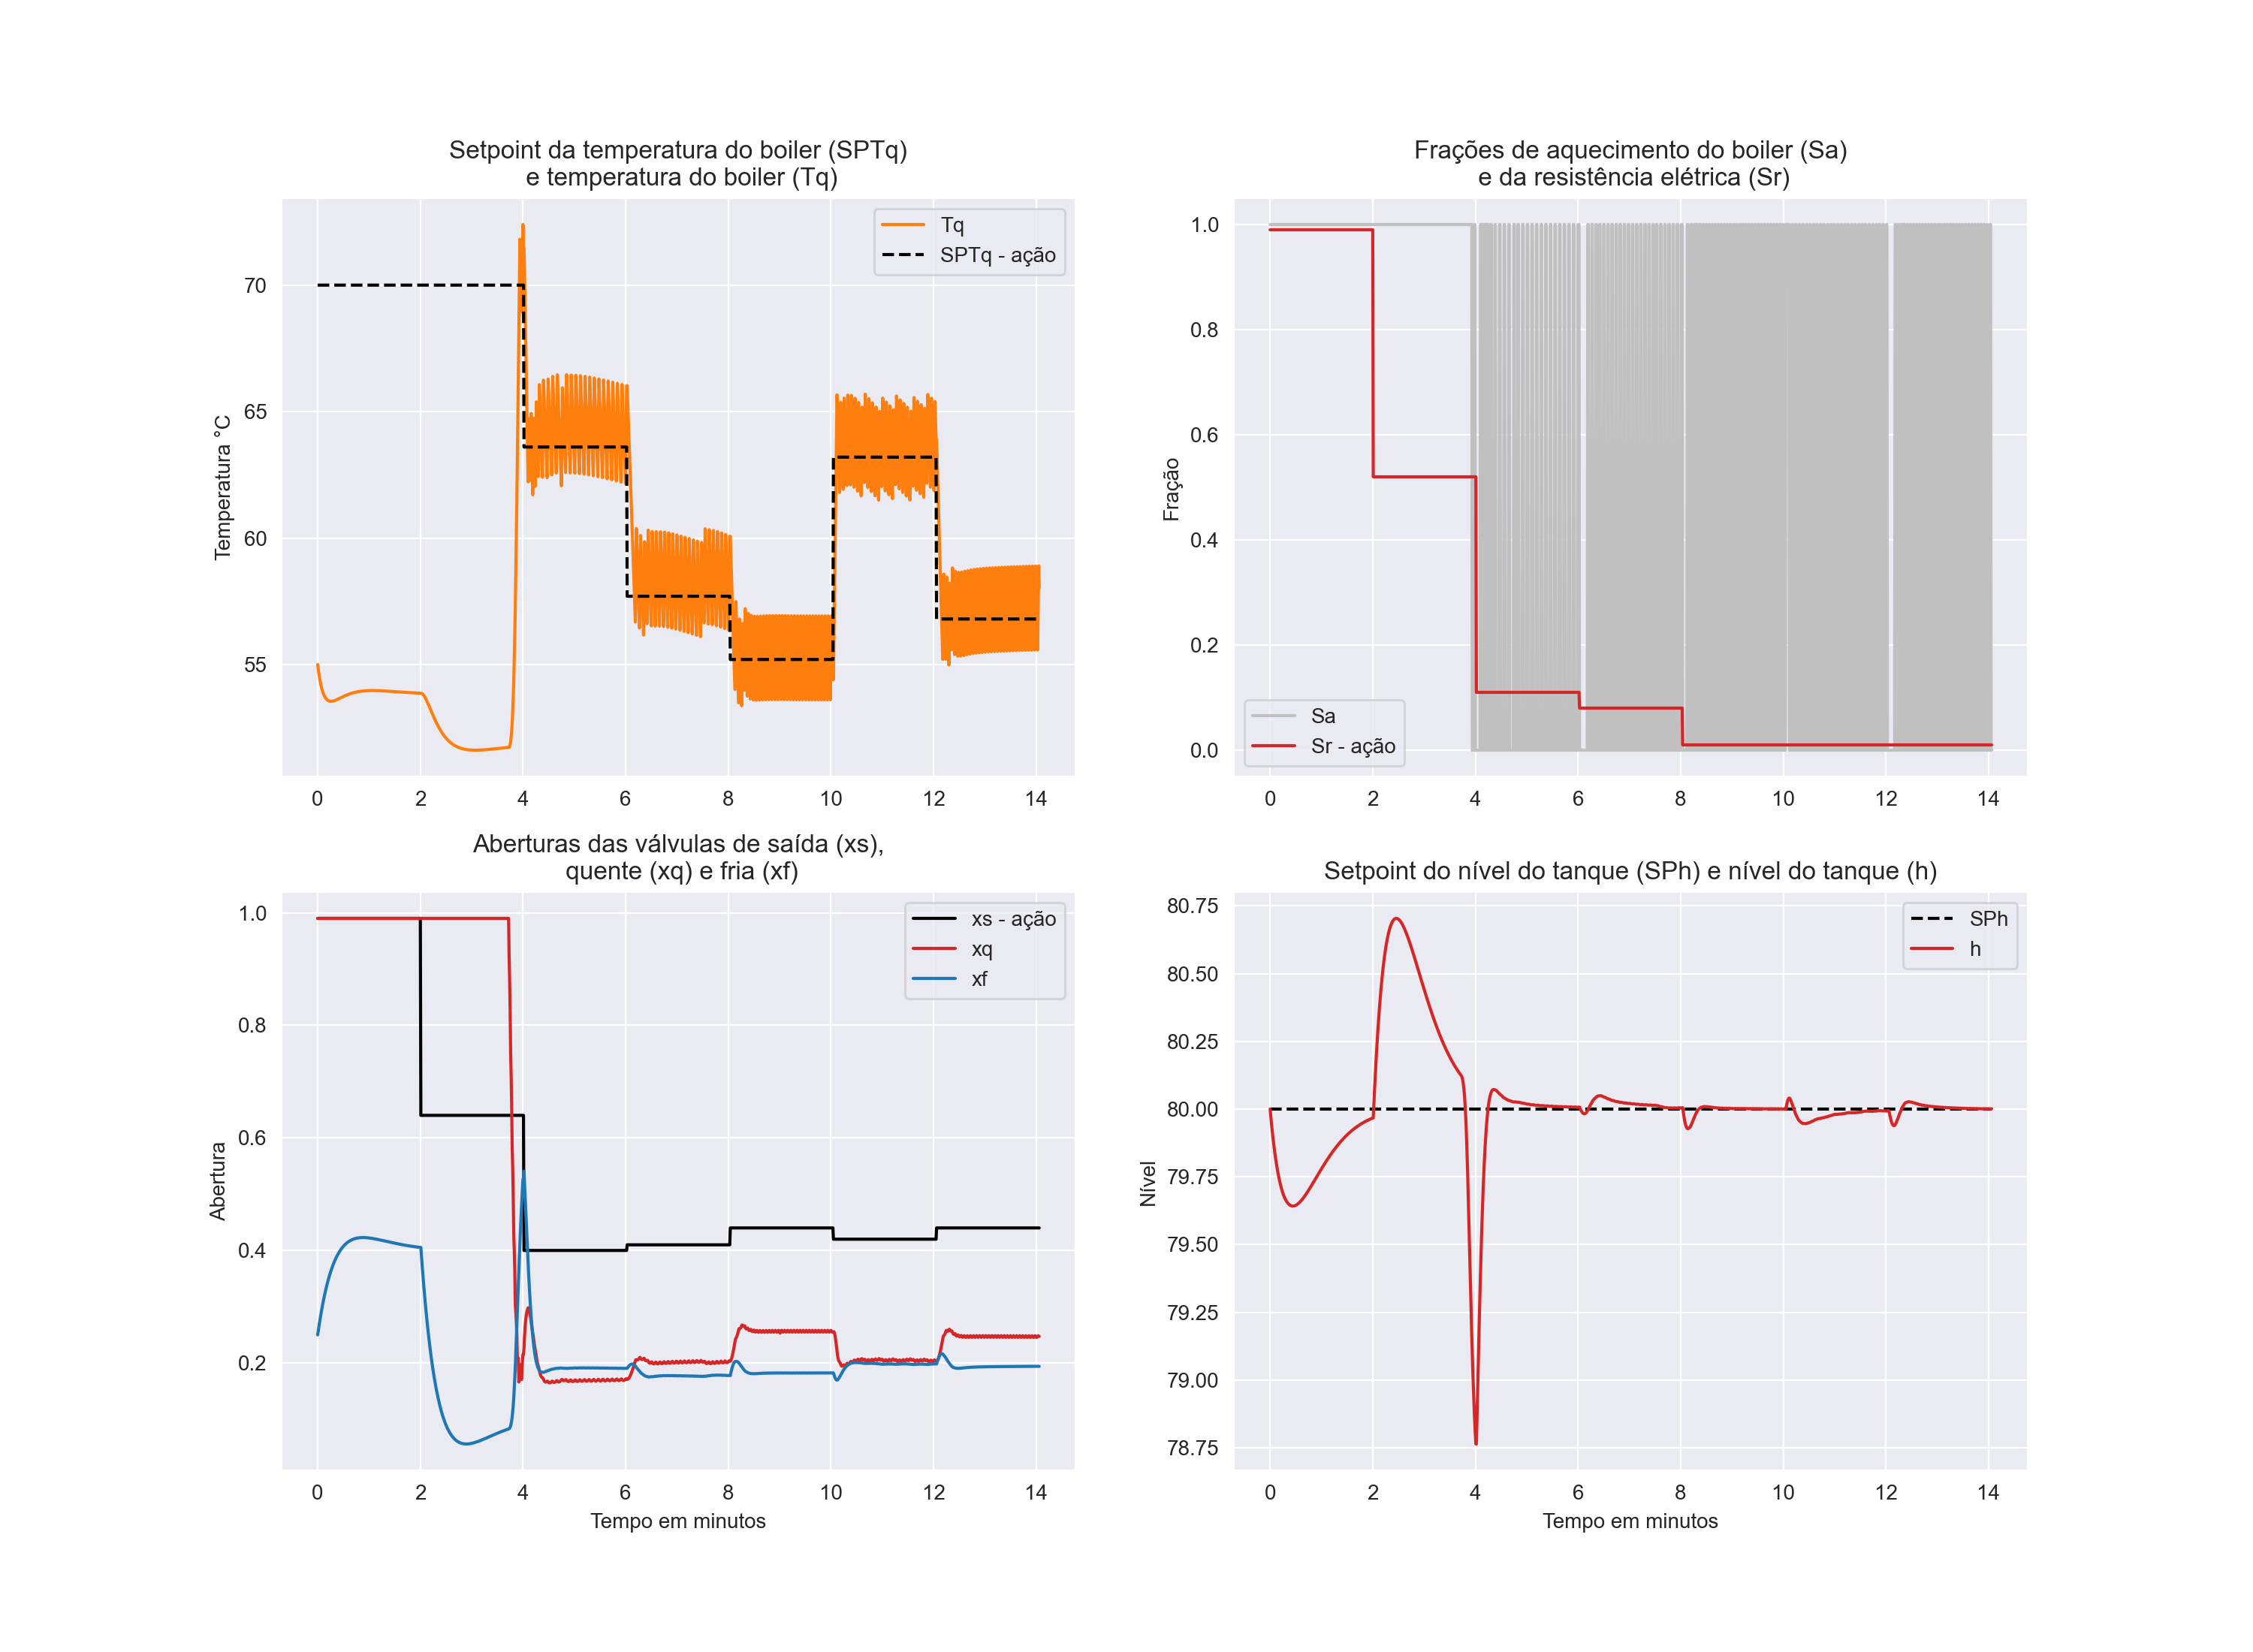 Setpoint da temperatura do boiler (SPTq)
e temperatura do boiler (Tq)
Temperatura °C
70
65
60
55
0 2 4 6 8 10 12 14
Tq
SPTq - ação
Frações de aquecimento do boiler (Sa)
e da resistência elétrica (Sr)
Fração
1.0
0.8
0.6
0.4
0.2
0.0
0 2 4 6 8 10 12 14
Sa
Sr - ação
Aberturas das válvulas de saída (xs),
quente (xq) e fria (xf)
Abertura
1.0
0.8
0.6
0.4
0.2
0 2 4 6 8 10 12 14
Tempo em minutos
xs - ação
xq
xf
Setpoint do nível do tanque (SPh) e nível do tanque (h)
Nível
80.75
80.50
80.25
80.00
79.75
79.50
79.25
79.00
78.75
0 2 4 6 8 10 12 14
Tempo em minutos
SPh
h